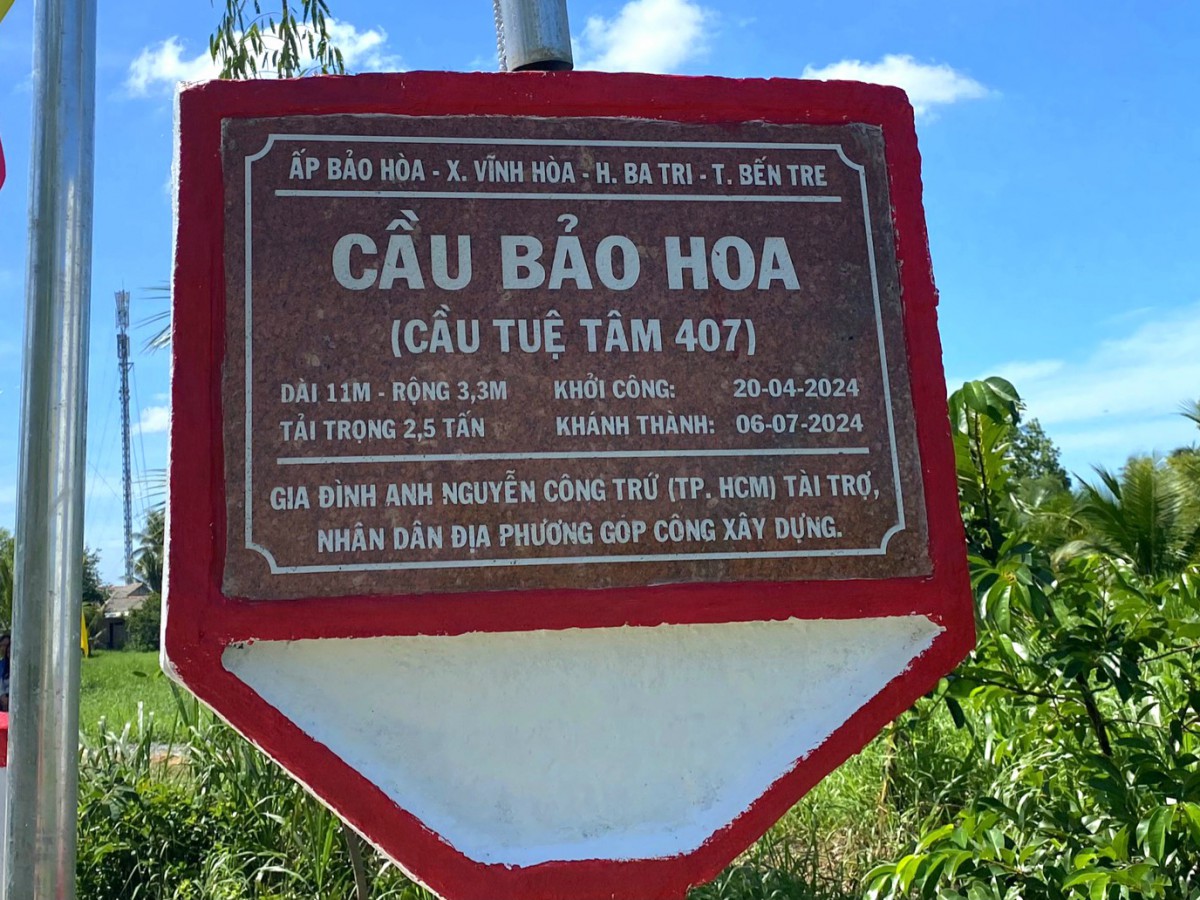 ẤP BẢO HÒA - X. VĨNH HÒA - H. BA TRI - T. BẾN TRE
CẦU BẢO HOA
(CẦU TUỆ TÂM 407)
DÀI 11M - RỘNG 3,3M KHỞI CÔNG: 20-04-2024
TẢI TRỌNG 2,5 TẤN KHÁNH THÀNH: 06-07-2024
GIA ĐÌNH ANH NGUYỄN CÔNG TRỨ (TP. HCM) TÀI TRỢ,
NHÂN DÂN ĐỊA PHƯƠNG GÓP CÔNG XÂY DỰNG.